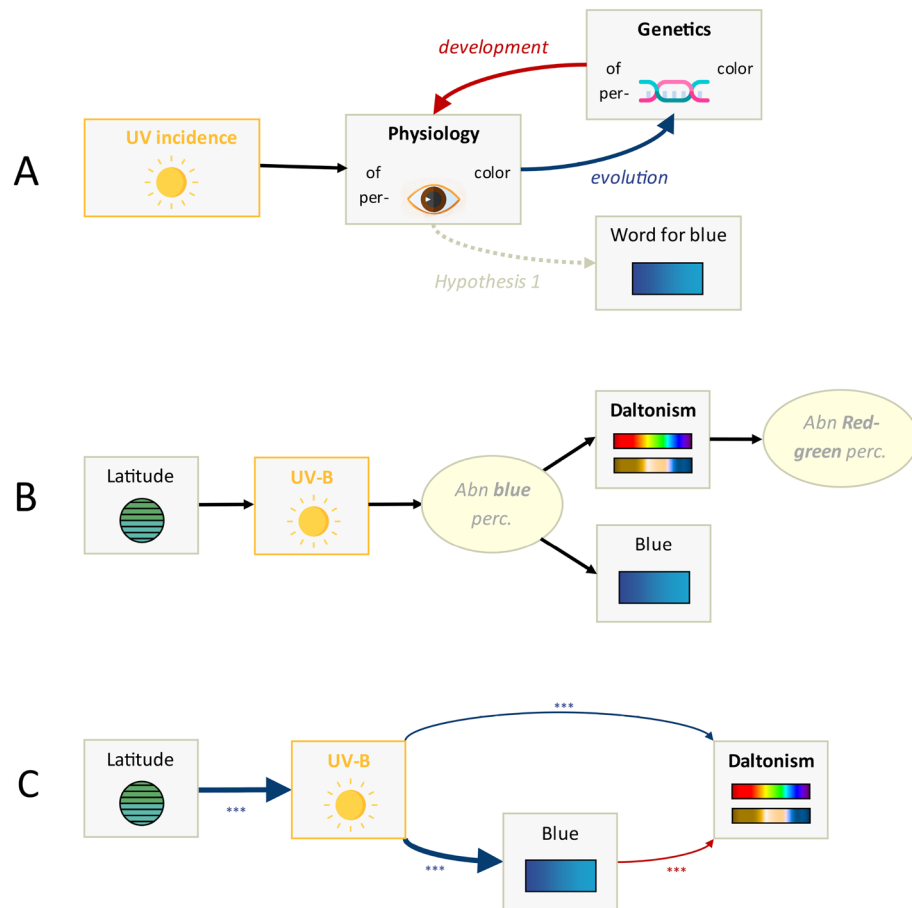 A
UV incidence
development
Physiology
of color
per-
Genetics
of color
per-
evolution
Hypothesis 1
Word for blue
B
Latitude
UV-B
Abn blue
perc.
Daltonism
Abn Red-
green perc.
Blue
C
Latitude
***
UV-B
***
***
Blue
***
Daltonism